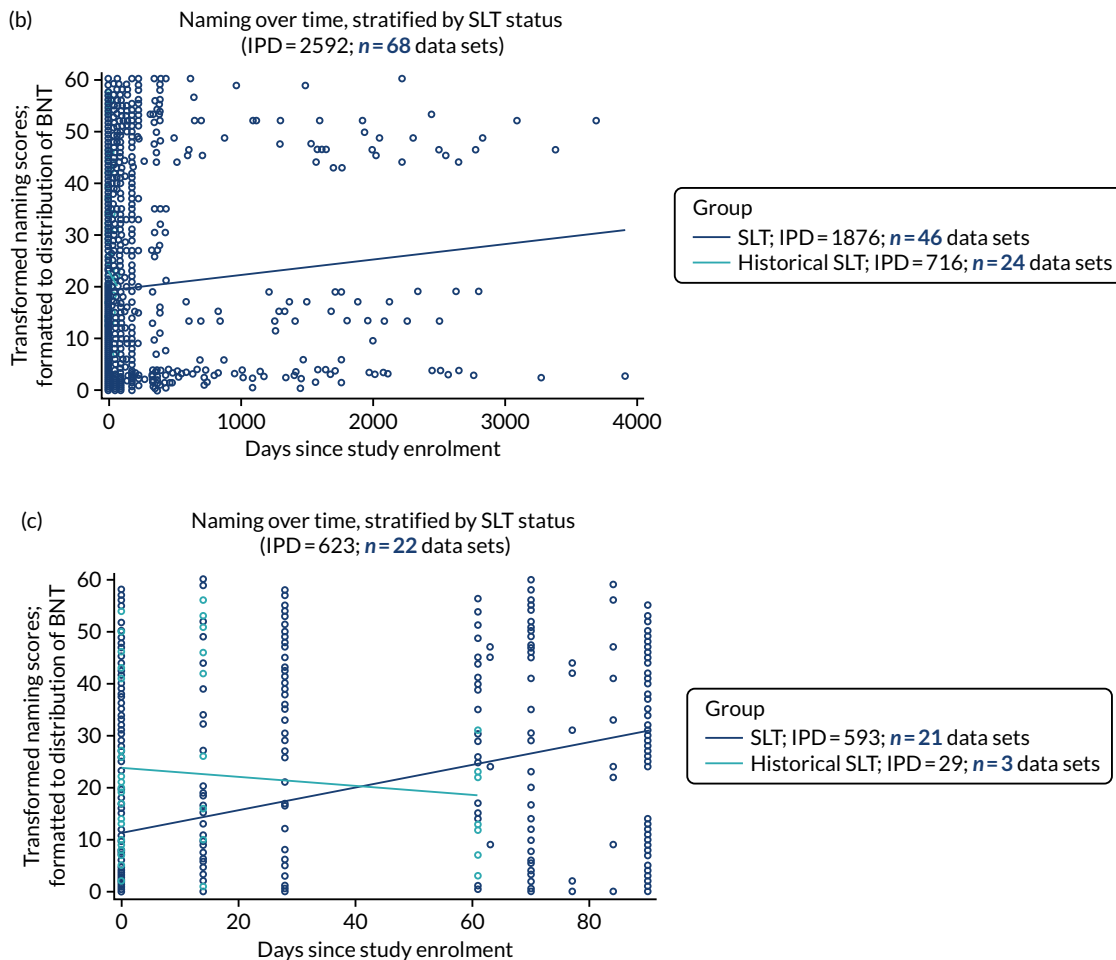 (b)
Naming over time, stratified by SLT status
(IPD = 2592; n = 68 data sets)
Transformed naming scores;
formatted to distribution of BNT
60
50
40
30
20
10
0
0 1000 2000 3000 4000
Days since study enrolment
Group
SLT; IPD = 1876; n = 46 data sets
Historical SLT; IPD = 716; n = 24 data sets
(c)
Naming over time, stratified by SLT status
(IPD = 623; n = 22 data sets)
Transformed naming scores;
formatted to distribution of BNT
60
50
40
30
20
10
0
0 20 40 60 80
Days since study enrolment
Group
SLT; IPD = 593; n = 21 data sets
Historical SLT; IPD = 29; n = 3 data sets